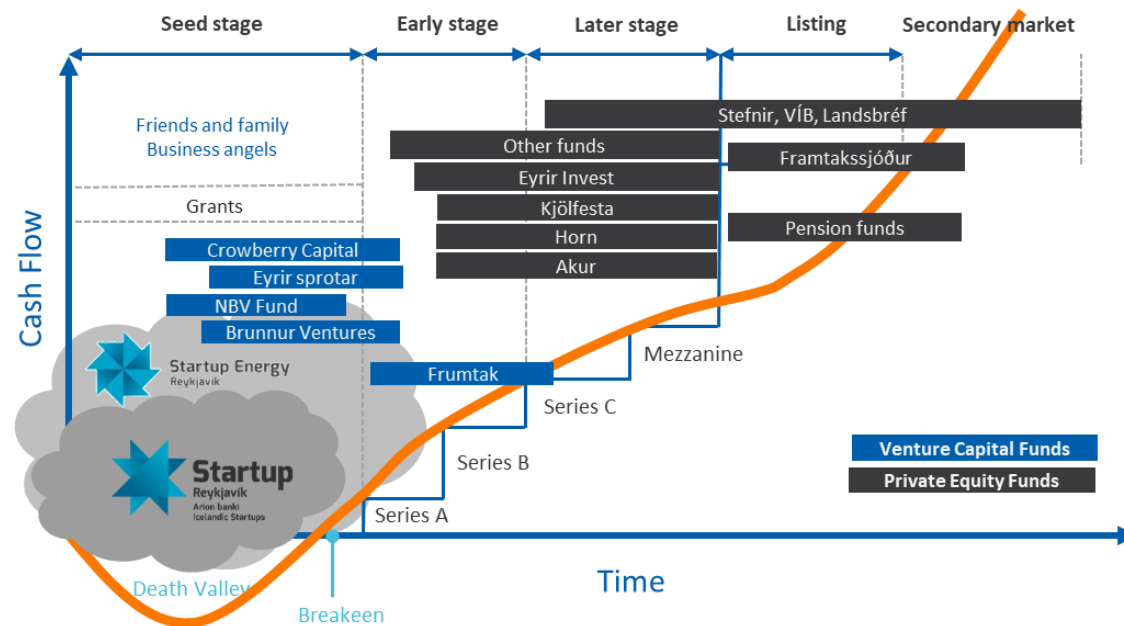 Seed stage
Early stage
Later stage
Listing
Secondary market
Friends and family
Business angels
Grants
Stefnir, VÍB, Landsbréf
Other funds
Framtakssjóður
Eyrir Invest
Kjölfesta
Horn
Pension funds
Akur
Crowberry Capital
Eyrir sprotar
NBV Fund
Brunnur Ventures
Startup Energy
Reykjavik
Frumtak
Mezzanine
Series C
Series B
Series A
Startup
Reykjavík
Arion banki
Icelandic Startups
Venture Capital Funds
Private Equity Funds
Cash Flow
Time
Death Valley
Breakeen